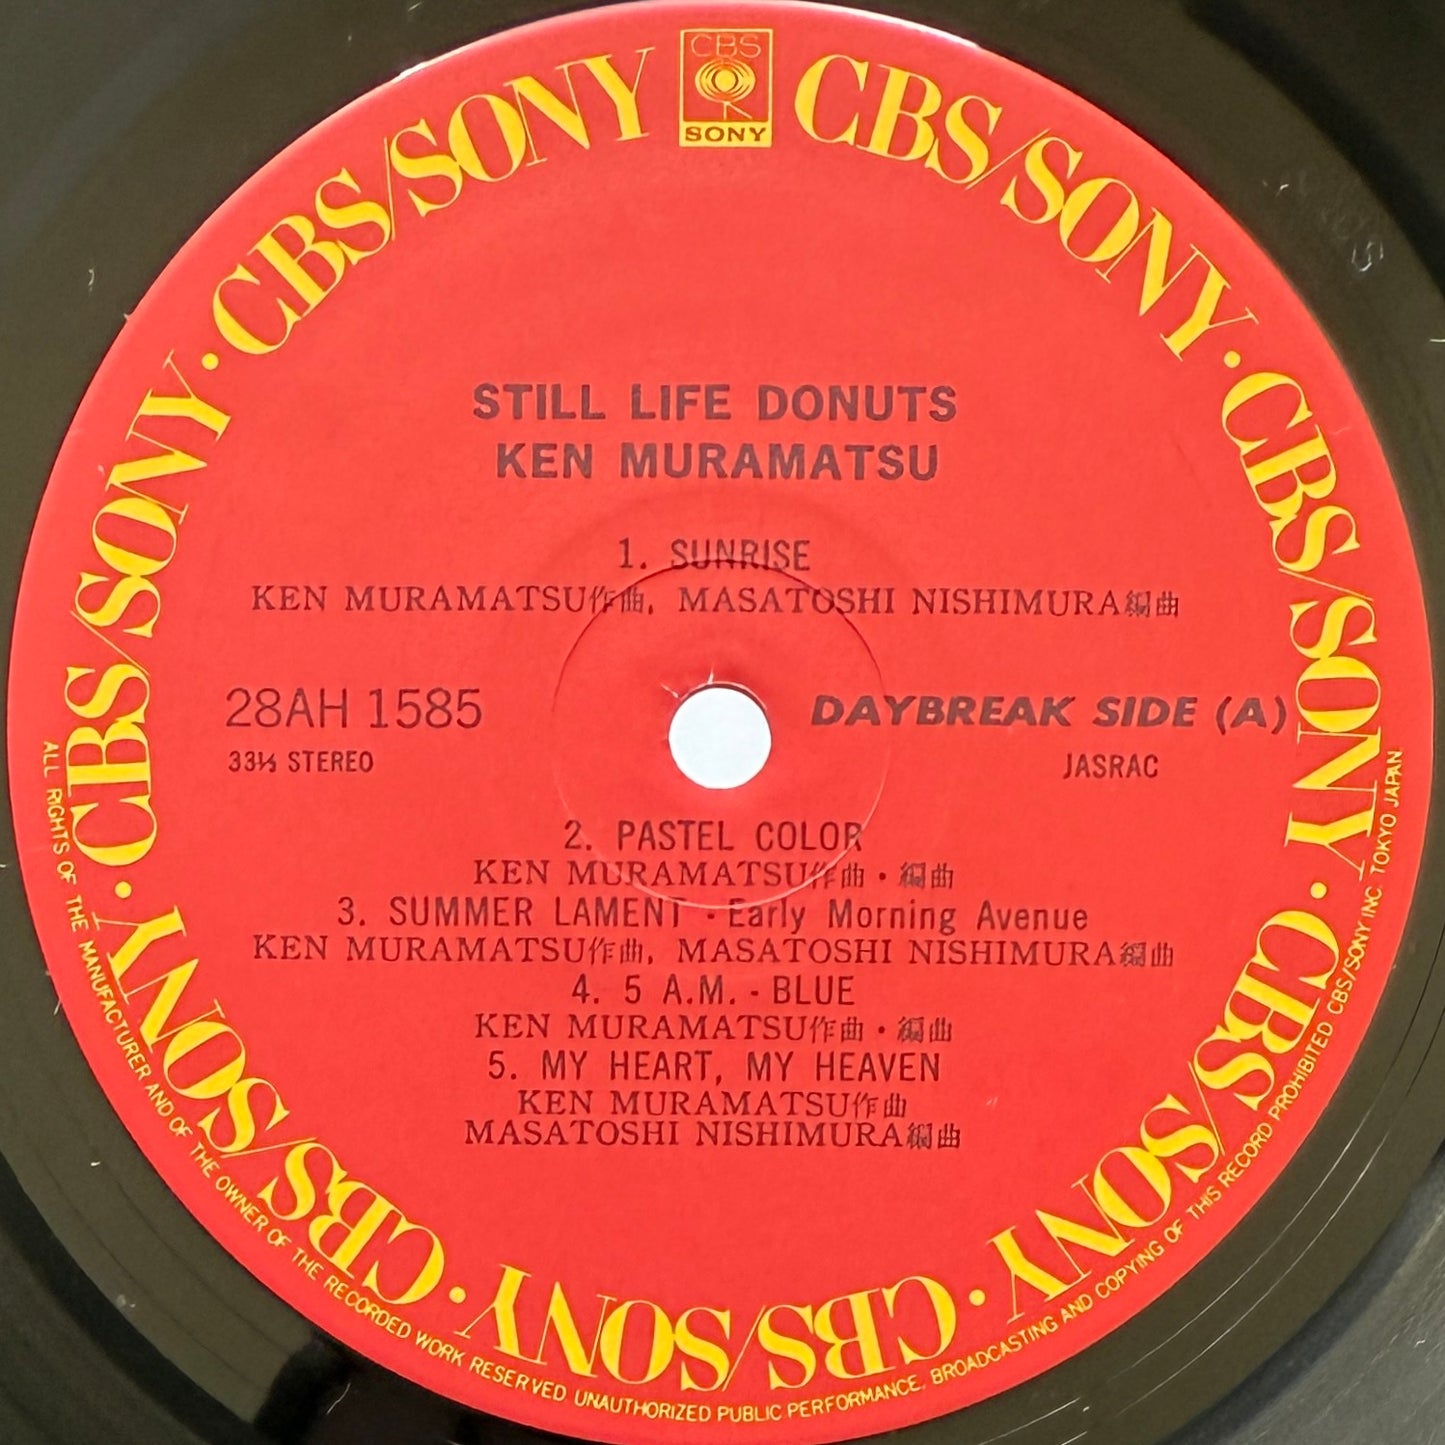 CBS
SONY
CBS/SONY · CBS/SONY · CBS/SONY · CBS/SONY · CBS/SONY · CBS/SONY · CBS/SONY · CBS/SONY
STILL LIFE DONUTS
KEN MURAMATSU
1. SUNRISE
KEN MURAMATSU作曲, MASATOSHI NISHIMURA編曲
28AH 1585
DAYBREAK SIDE (A)
33⅓ STEREO
JASRAC
2. PASTEL COLOR
KEN MURAMATSU作曲・編曲
3. SUMMER LAMENT · Early Morning Avenue
KEN MURAMATSU作曲, MASATOSHI NISHIMURA編曲
4. 5 A.M. - BLUE
KEN MURAMATSU作曲・編曲
5. MY HEART, MY HEAVEN
KEN MURAMATSU作曲
MASATOSHI NISHIMURA編曲
ALL RIGHTS OF THE MANUFACTURER AND OF THE OWNER OF THE RECORDED WORK RESERVED UNAUTHORIZED PUBLIC PERFORMANCE, BROADCASTING AND COPYING OF THIS RECORD PROHIBITED CBS/SONY INC. TOKYO JAPAN